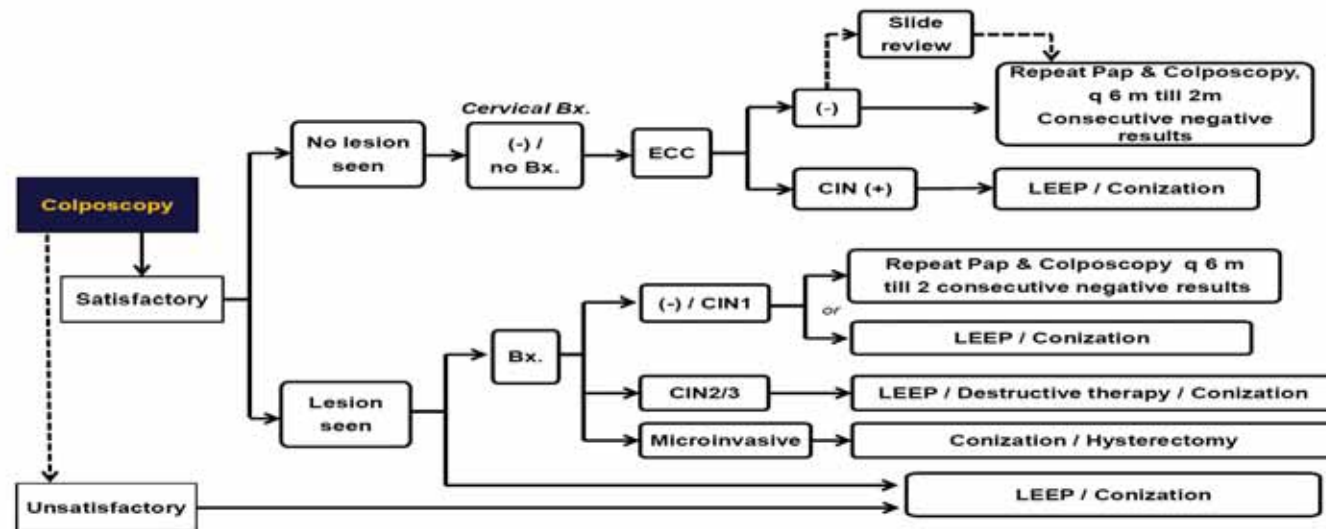 Slide
review
Repeat Pap & Colposcopy,
q 6 m till 2m
Consecutive negative
results
(-)
Cervical Bx.
No lesion
seen
(-) /
no Bx.
ECC
CIN (+)
LEEP / Conization
Colposcopy
Satisfactory
Repeat Pap & Colposcopy q 6 m
till 2 consecutive negative results
(-) / CIN1
or
LEEP / Conization
Bx.
Lesion
seen
CIN2/3
LEEP / Destructive therapy / Conization
Microinvasive
Conization / Hysterectomy
LEEP / Conization
Unsatisfactory